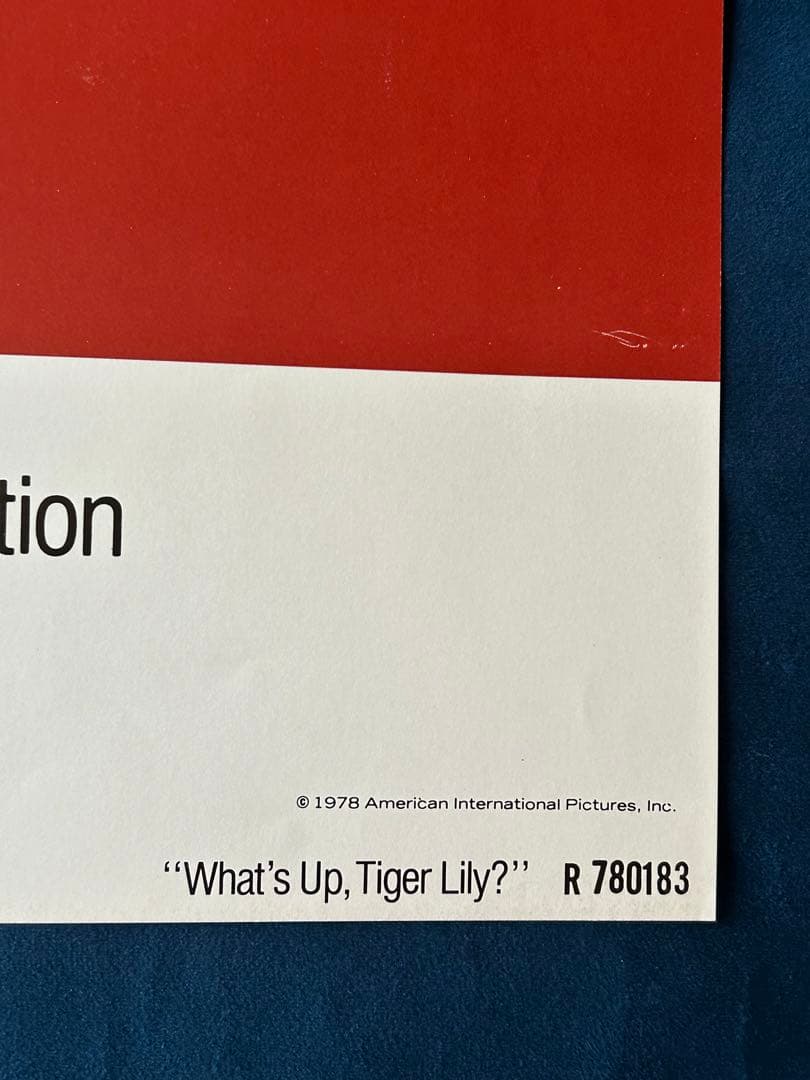 tion
© 1978 American International Pictures, Inc.
‘‘What’s Up, Tiger Lily?’’ R 780183